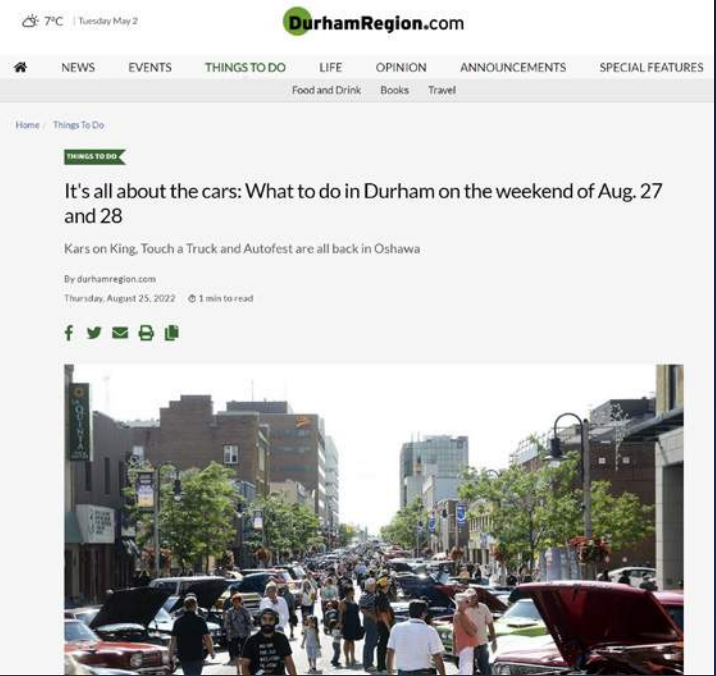 7°C | Tuesday May 2
DurhamRegion.com
NEWS EVENTS THINGS TO DO LIFE OPINION ANNOUNCEMENTS SPECIAL FEATURES
Food and Drink Books Travel
Home / Things To Do
THINGS TO DO
It's all about the cars: What to do in Durham on the weekend of Aug. 27
and 28
Kars on King, Touch a Truck and Autofest are all back in Oshawa
By durhamregion.com
Thursday, August 25, 2022 1 min to read
LA QUINTA